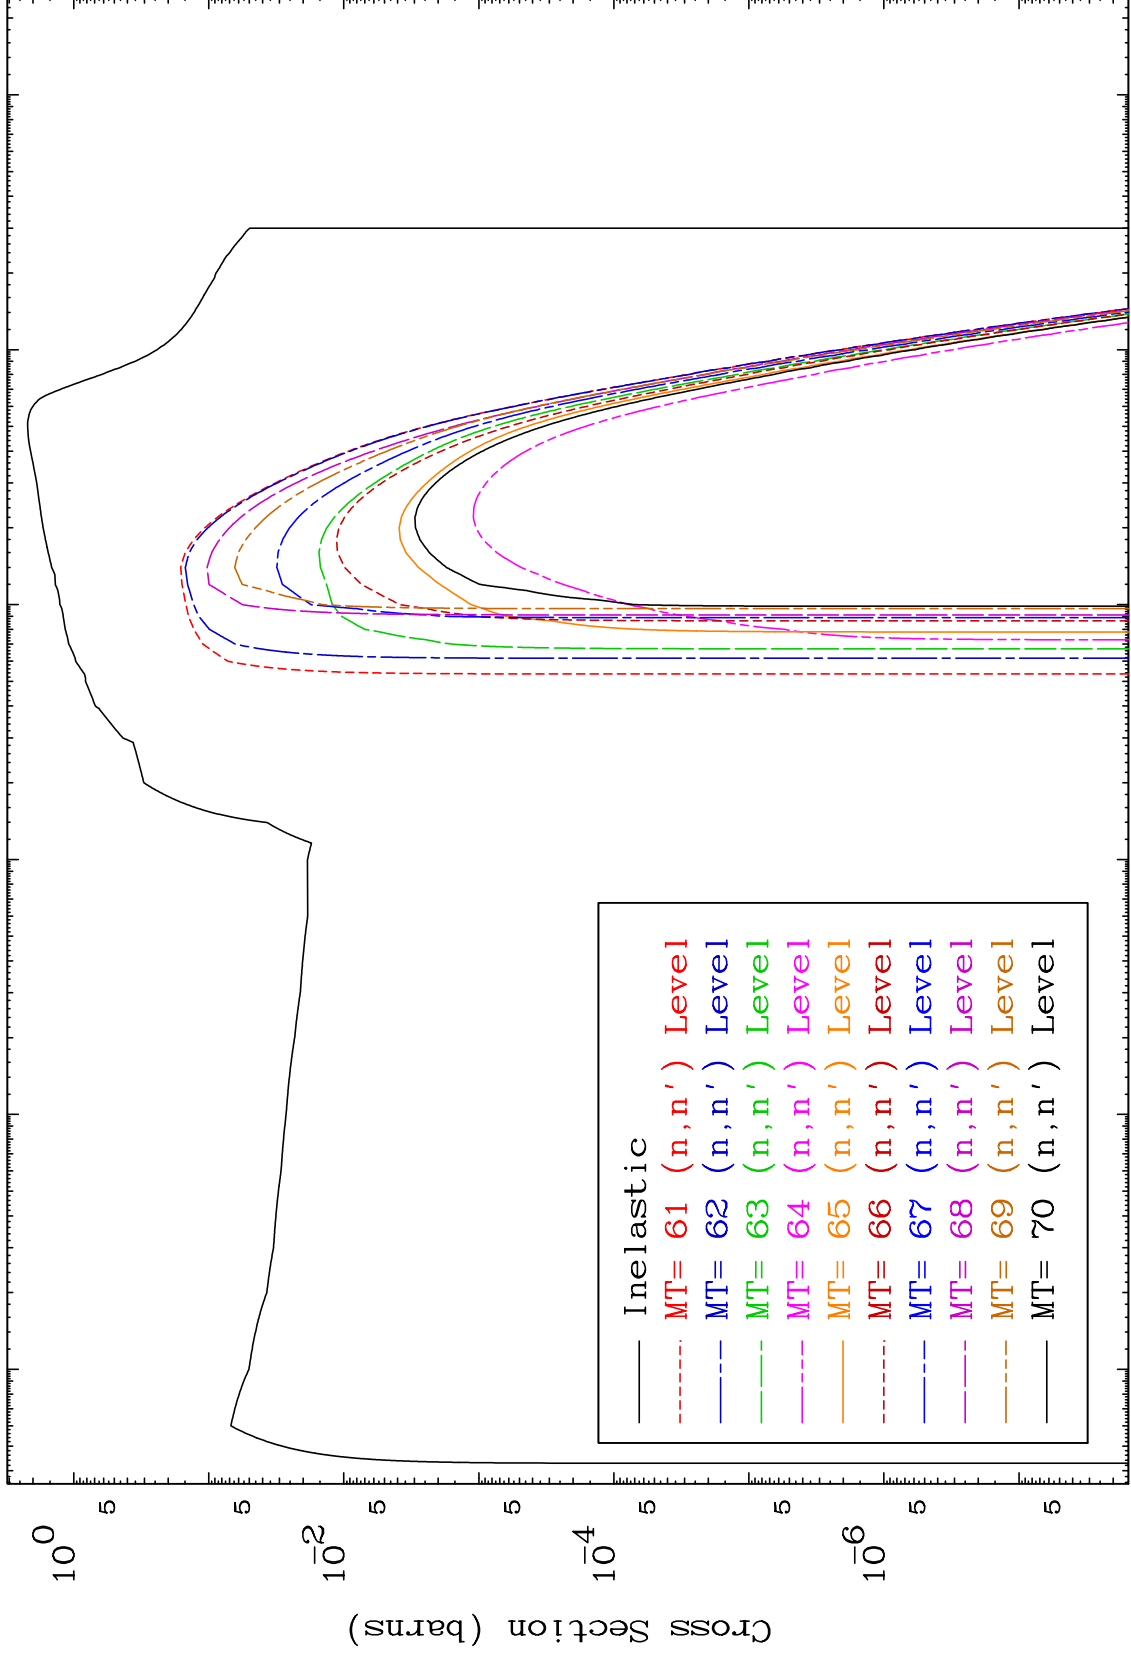 Cross Section (barns)
10^0
5
5
10^-2
5
5
10^-4
5
5
10^-6
5
5
Inelastic
MT= 61 (n,n') Level
MT= 62 (n,n') Level
MT= 63 (n,n') Level
MT= 64 (n,n') Level
MT= 65 (n,n') Level
MT= 66 (n,n') Level
MT= 67 (n,n') Level
MT= 68 (n,n') Level
MT= 69 (n,n') Level
MT= 70 (n,n') Level